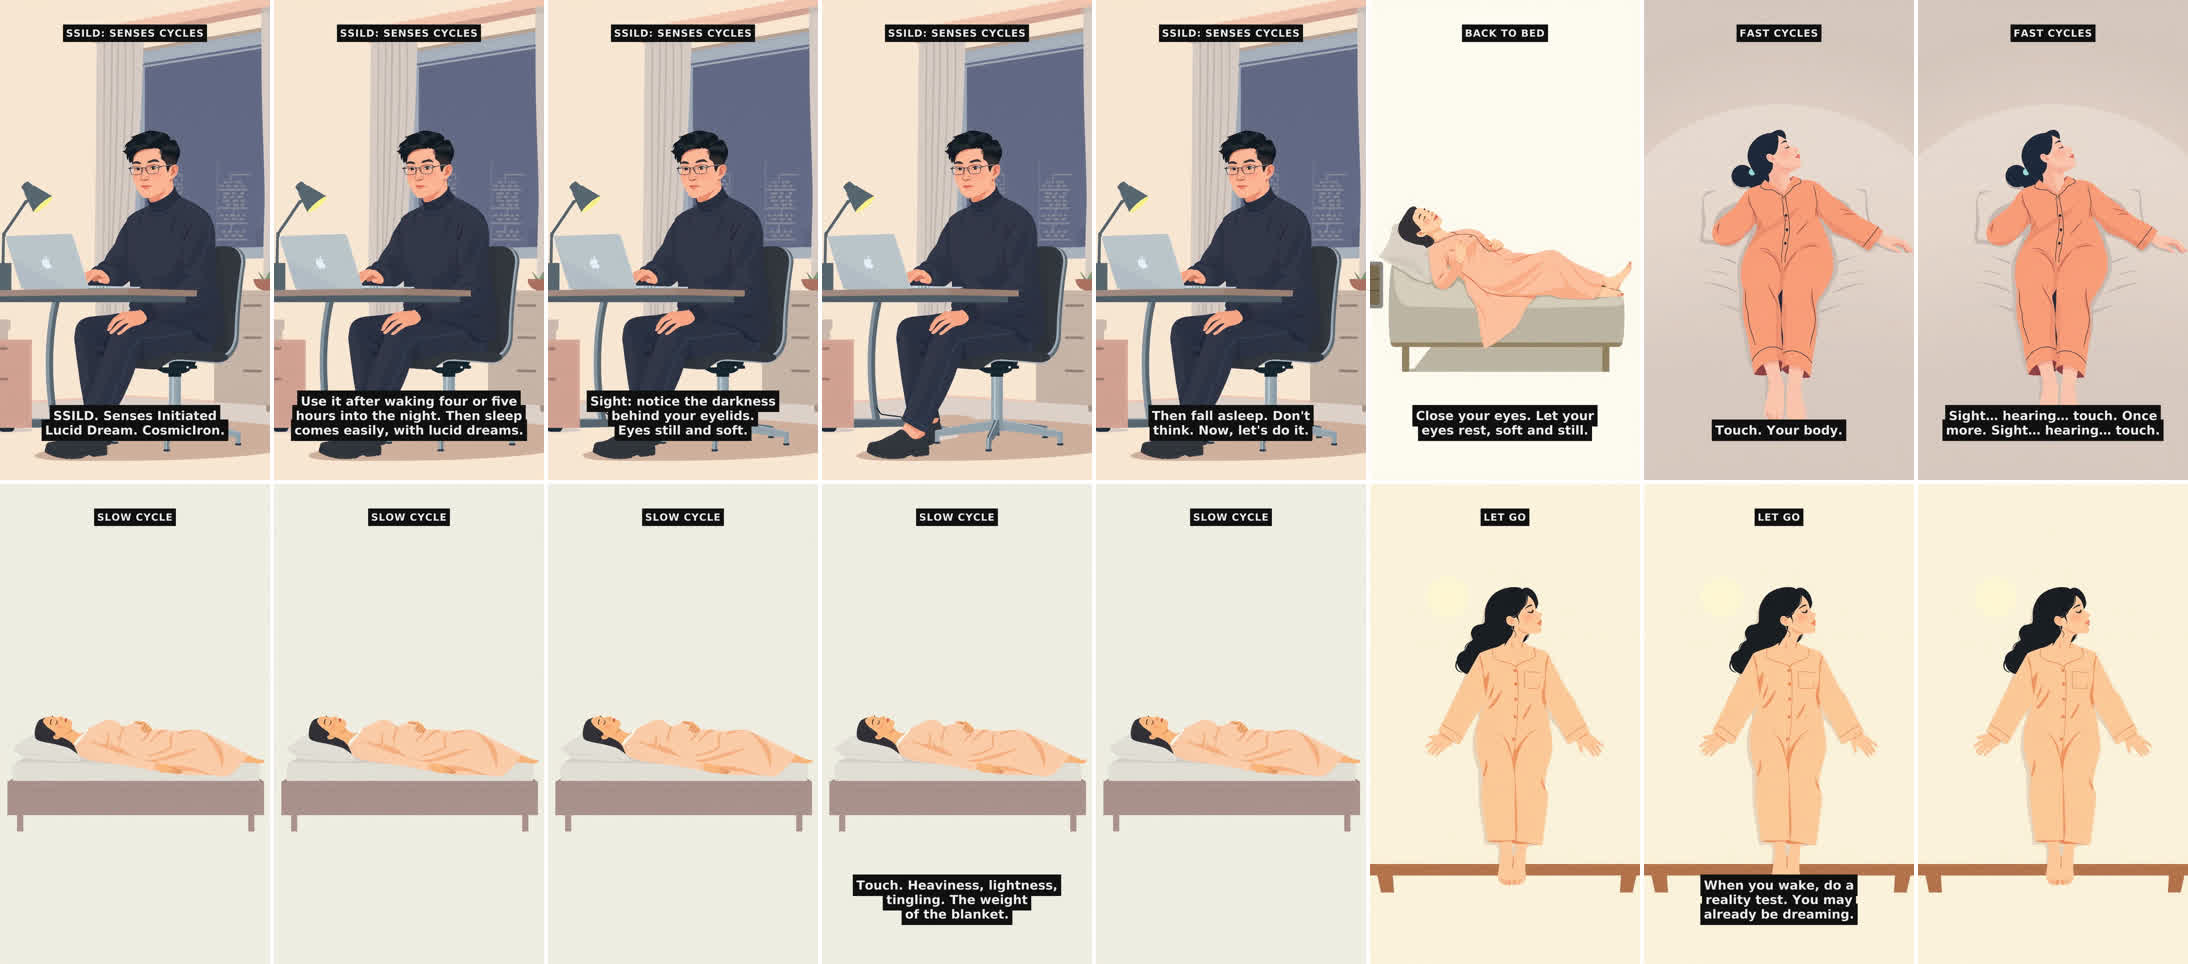 SSILD: SENSES CYCLES
SSILD. Senses Initiated
Lucid Dream. CosmicIron.
SSILD: SENSES CYCLES
Use it after waking four or five
hours into the night. Then sleep
comes easily, with lucid dreams.
SSILD: SENSES CYCLES
Sight: notice the darkness
behind your eyelids.
Eyes still and soft.
SSILD: SENSES CYCLES
SSILD: SENSES CYCLES
Then fall asleep. Don't
think. Now, let's do it.
BACK TO BED
Close your eyes. Let your
eyes rest, soft and still.
FAST CYCLES
Touch. Your body.
FAST CYCLES
Sight... hearing... touch. Once
more. Sight... hearing... touch.
SLOW CYCLE
SLOW CYCLE
SLOW CYCLE
SLOW CYCLE
Touch. Heaviness, lightness,
tingling. The weight
of the blanket.
SLOW CYCLE
LET GO
LET GO
When you wake, do a
reality test. You may
already be dreaming.